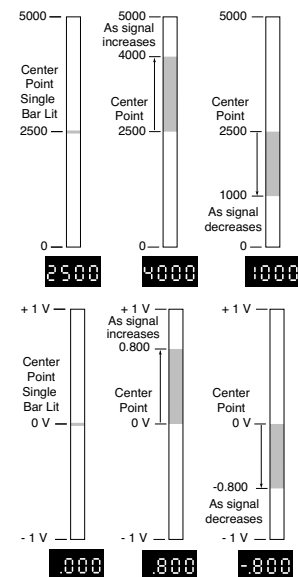 5000
Center
Point
Single
Bar Lit
2500
0
2500
5000
As signal
increases
4000
Center
Point
2500
0
4000
5000
Center
Point
2500
1000
As signal
decreases
0
1000
+ 1 V
Center
Point
Single
Bar Lit
0 V
- 1 V
.000
+ 1 V
As signal
increases
0.800
Center
Point
0 V
- 1 V
.800
+ 1 V
Center
Point
0 V
-0.800
As signal
decreases
- 1 V
-.800